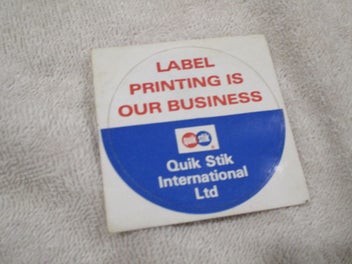 LABEL
PRINTING IS
OUR BUSINESS
Quik Stik
International
Ltd